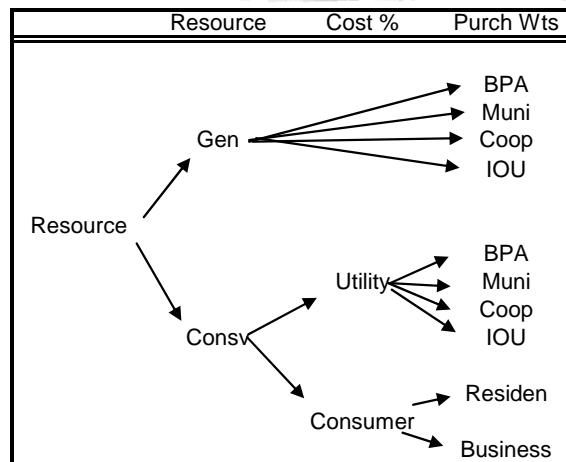 Resource Cost % Purch Wts
BPA
Muni
Gen
Coop
IOU
Resource
BPA
Utility
Muni
Coop
IOU
Consv
Residen
Consumer
Business